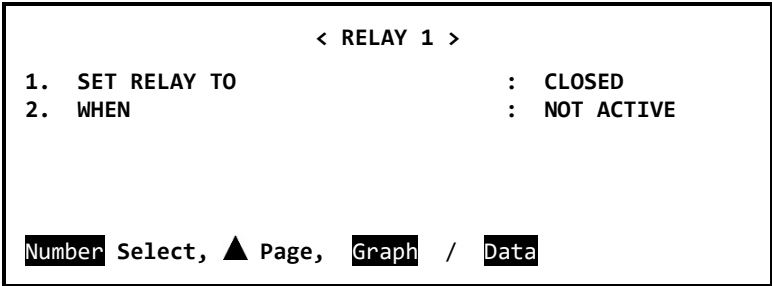 < RELAY 1 >
1. SET RELAY TO : CLOSED
2. WHEN : NOT ACTIVE
Number Select, ▲ Page, Graph / Data